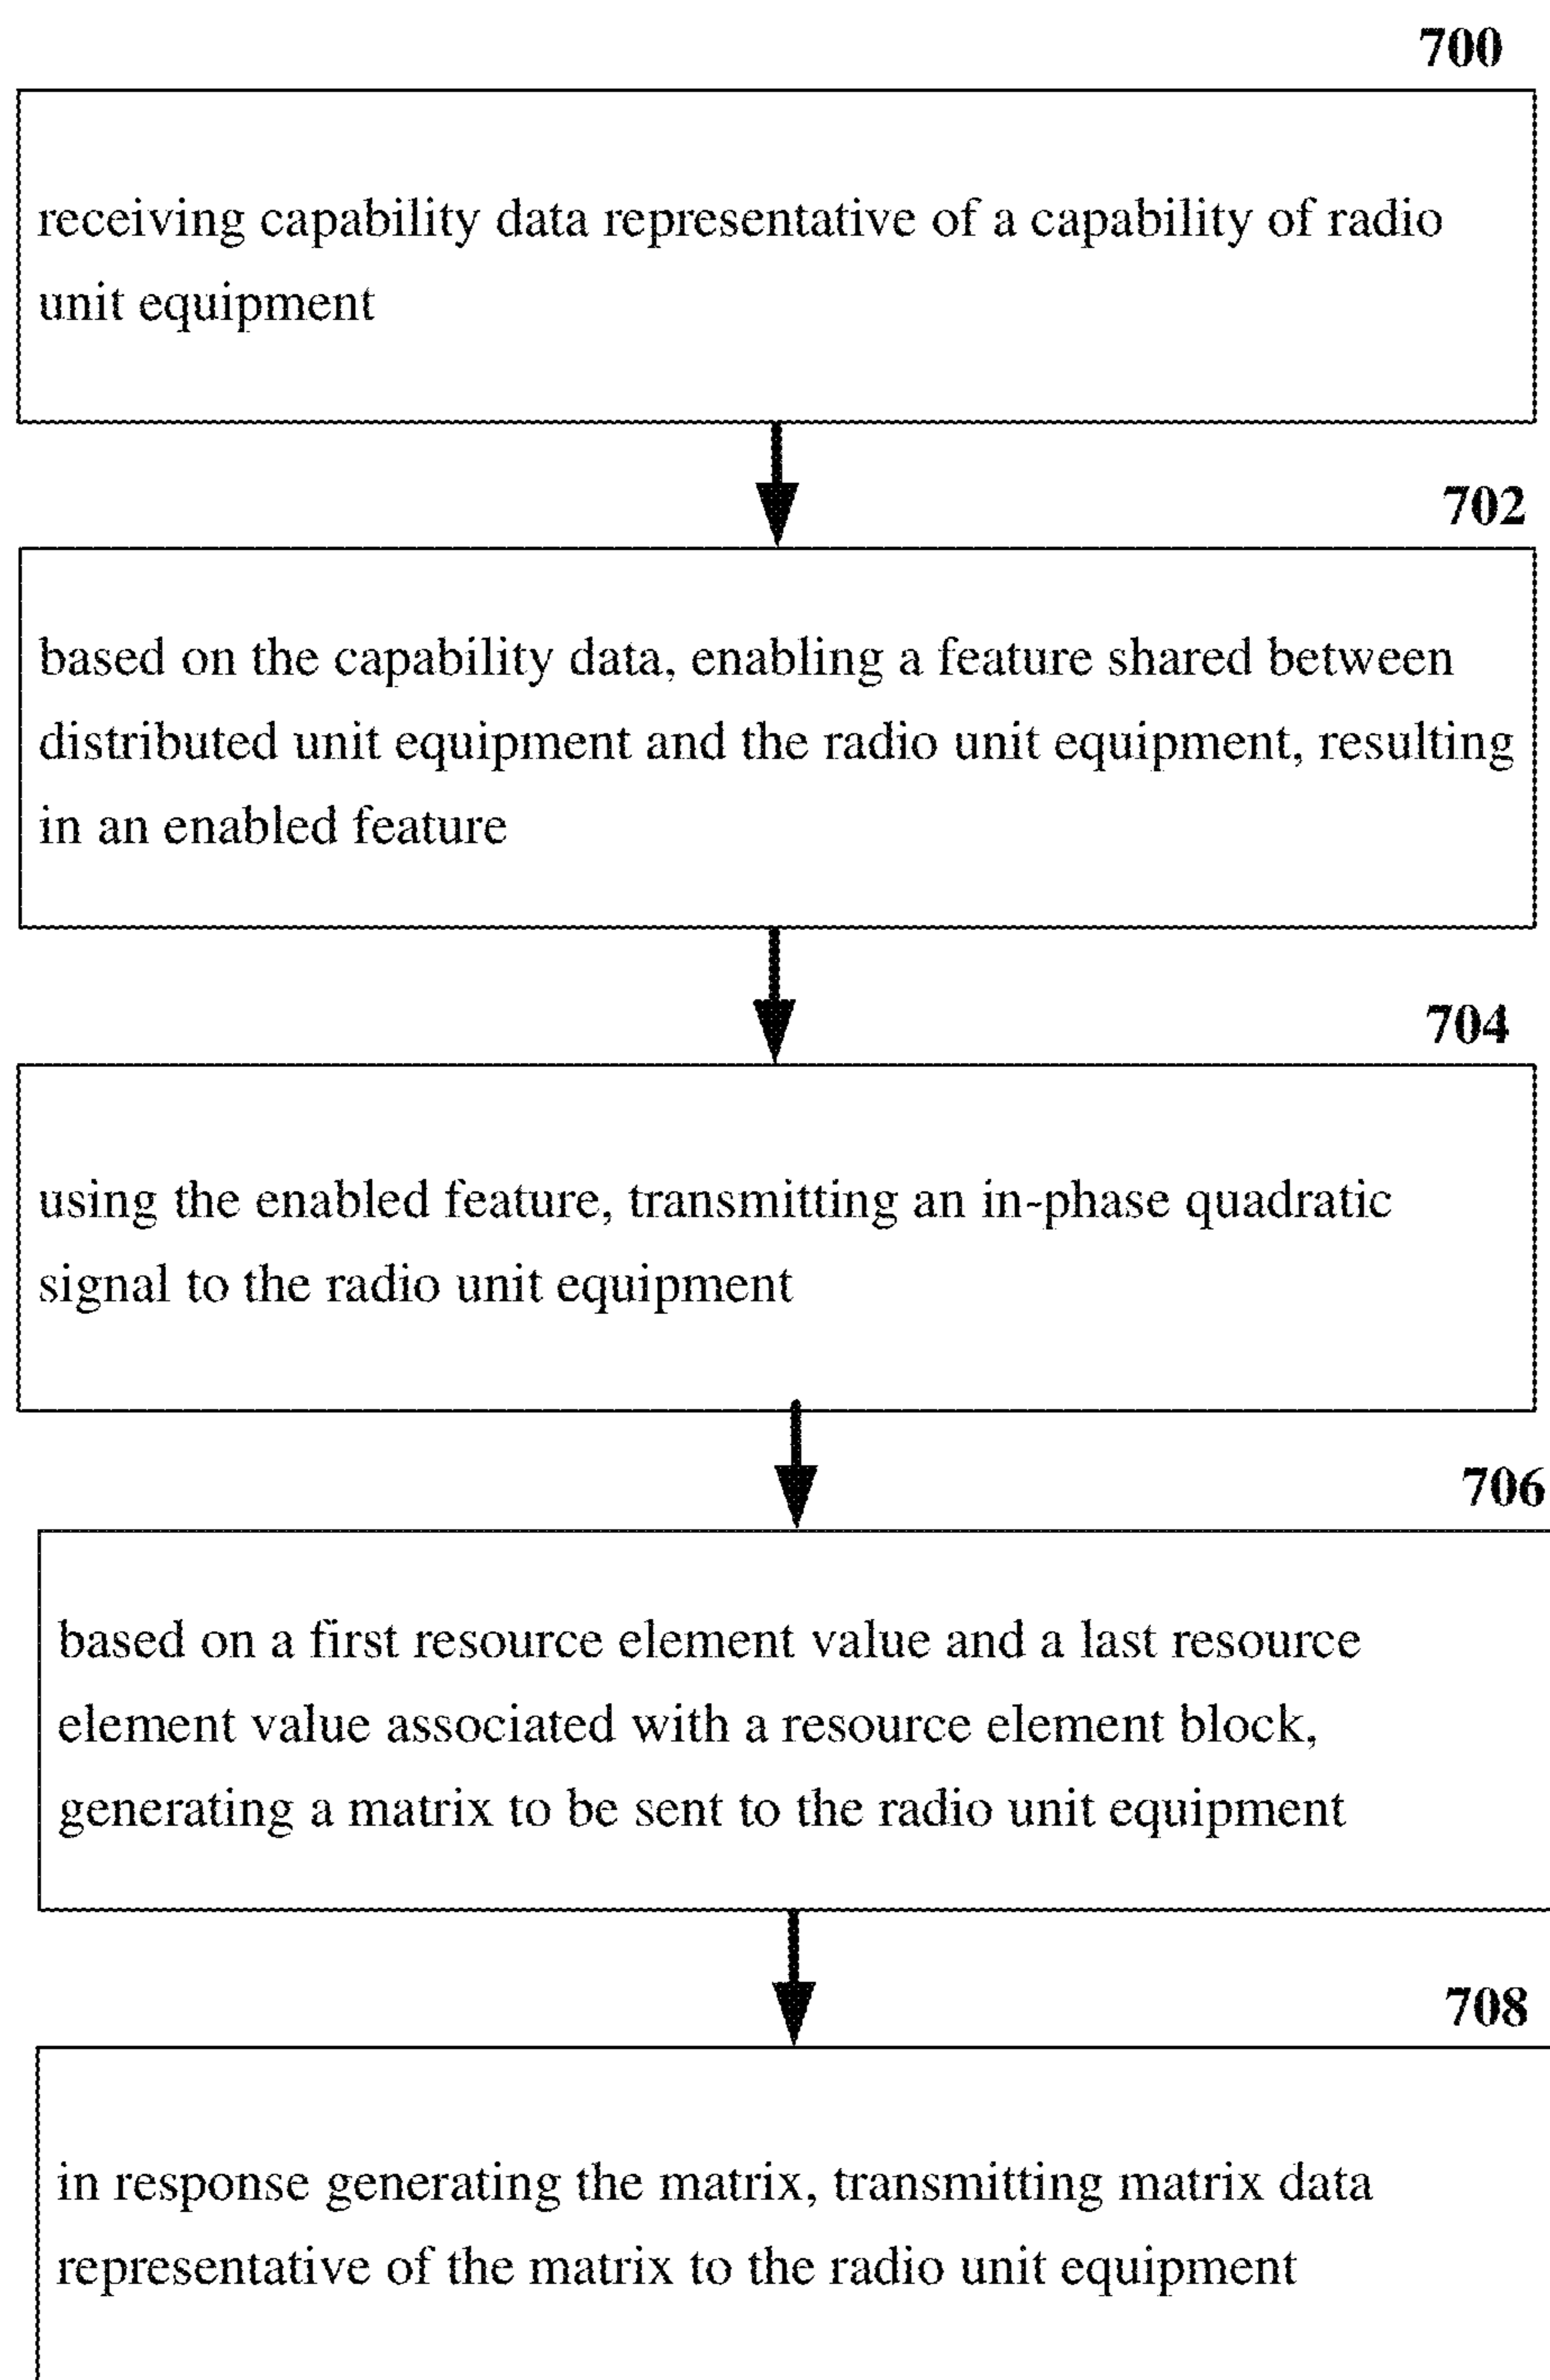 700
receiving capability data representative of a capability of radio
unit equipment
702
based on the capability data, enabling a feature shared between
distributed unit equipment and the radio unit equipment, resulting
in an enabled feature
704
using the enabled feature, transmitting an in-phase quadratic
signal to the radio unit equipment
706
based on a first resource element value and a last resource
element value associated with a resource element block,
generating a matrix to be sent to the radio unit equipment
708
in response generating the matrix, transmitting matrix data
representative of the matrix to the radio unit equipment